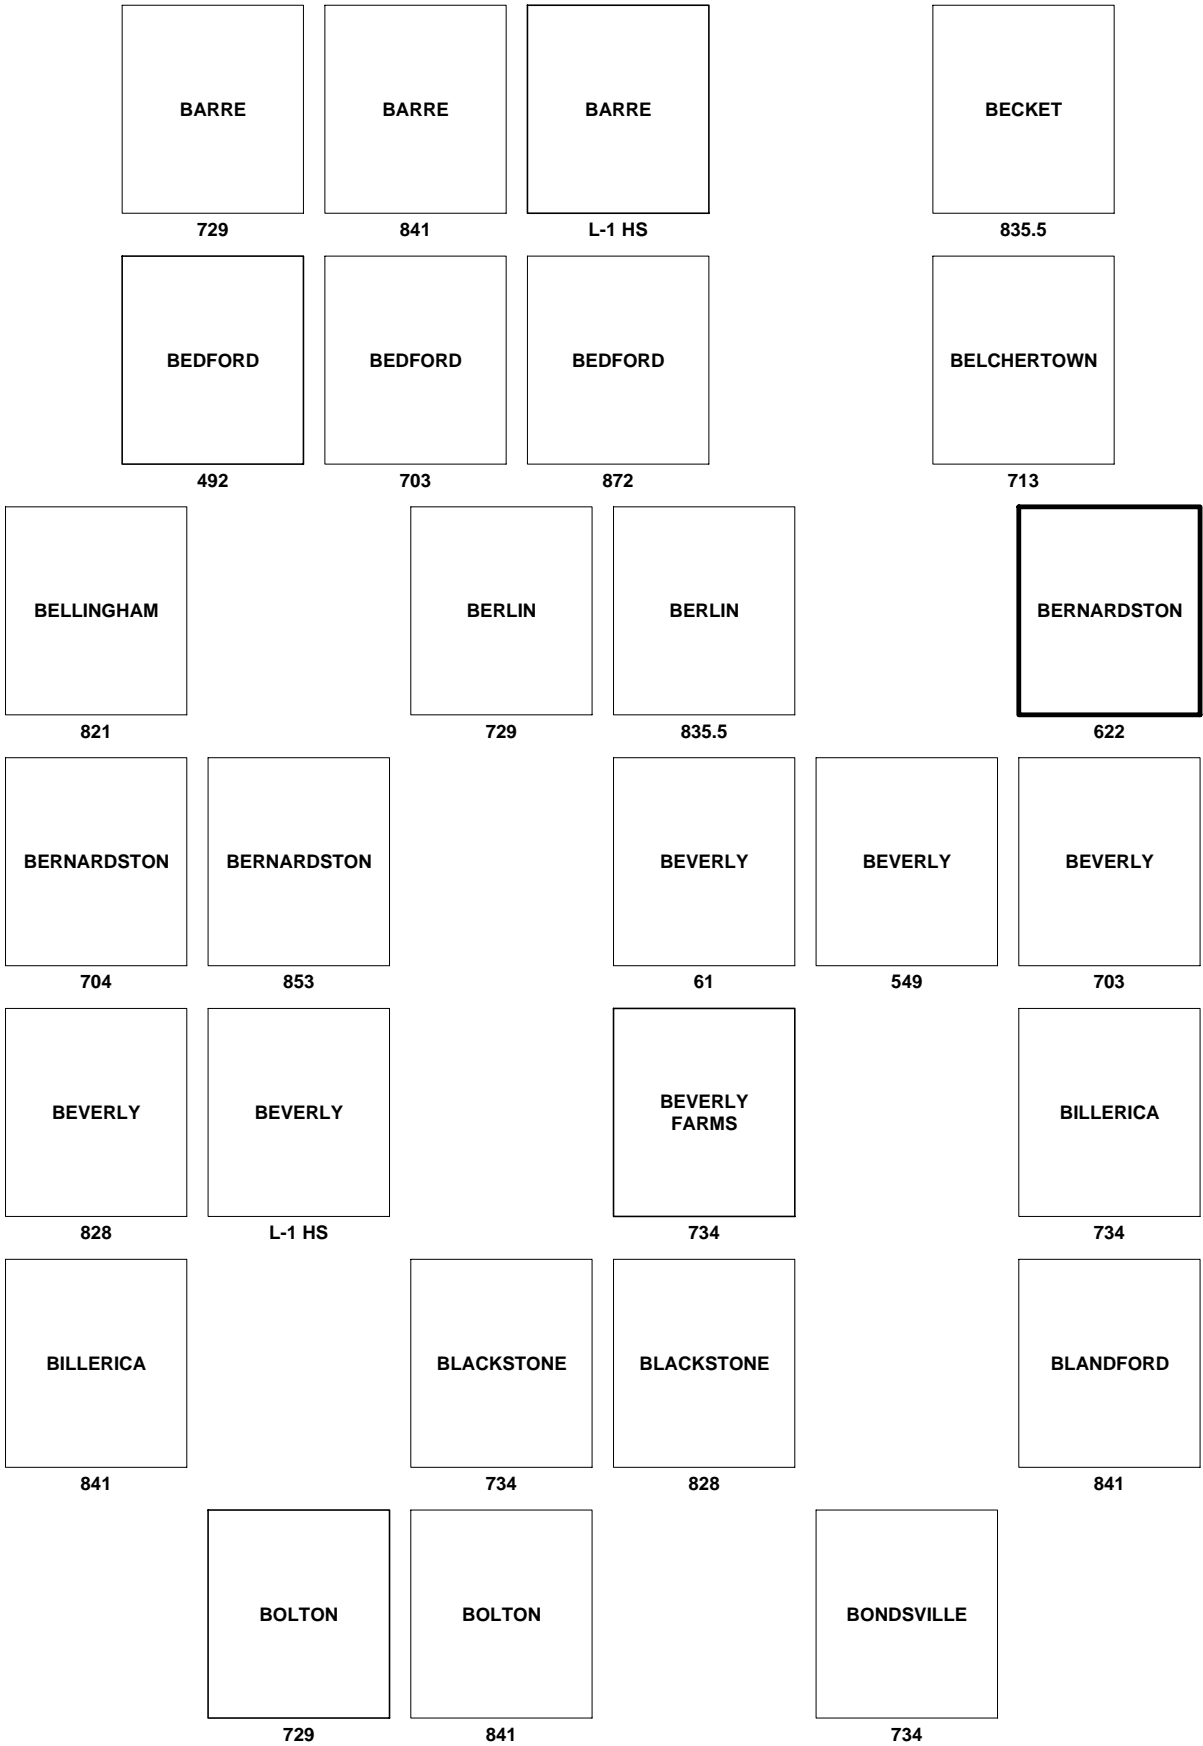 BARRE BARRE BARRE BECKET
729 841 L-1 HS 835.5
BEDFORD BEDFORD BEDFORD BELCHERTOWN
492 703 872 713
BELLINGHAM BERLIN BERLIN BERNARDSTON
821 729 835.5 622
BERNARDSTON BERNARDSTON BEVERLY BEVERLY BEVERLY
704 853 61 549 703
BEVERLY BEVERLY BEVERLY
FARMS BILLERICA
828 L-1 HS 734 734
BILLERICA BLACKSTONE BLACKSTONE BLANDFORD
841 734 828 841
BOLTON BOLTON BONDSVILLE
729 841 734